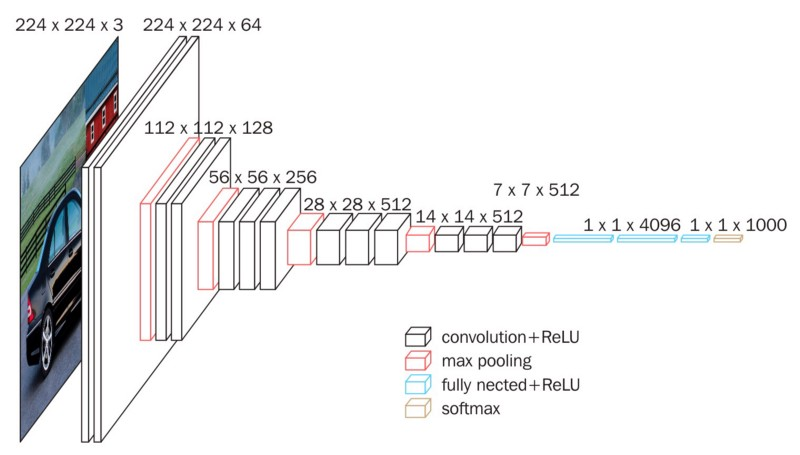 224 x 224 x 3
224 x 224 x 64
112 x 112 x 128
56 x 56 x 256
28 x 28 x 512
14 x 14 x 512
7 x 7 x 512
1 x 1 x 4096
1 x 1 x 1000
convolution+ReLU
max pooling
fully nected+ReLU
softmax